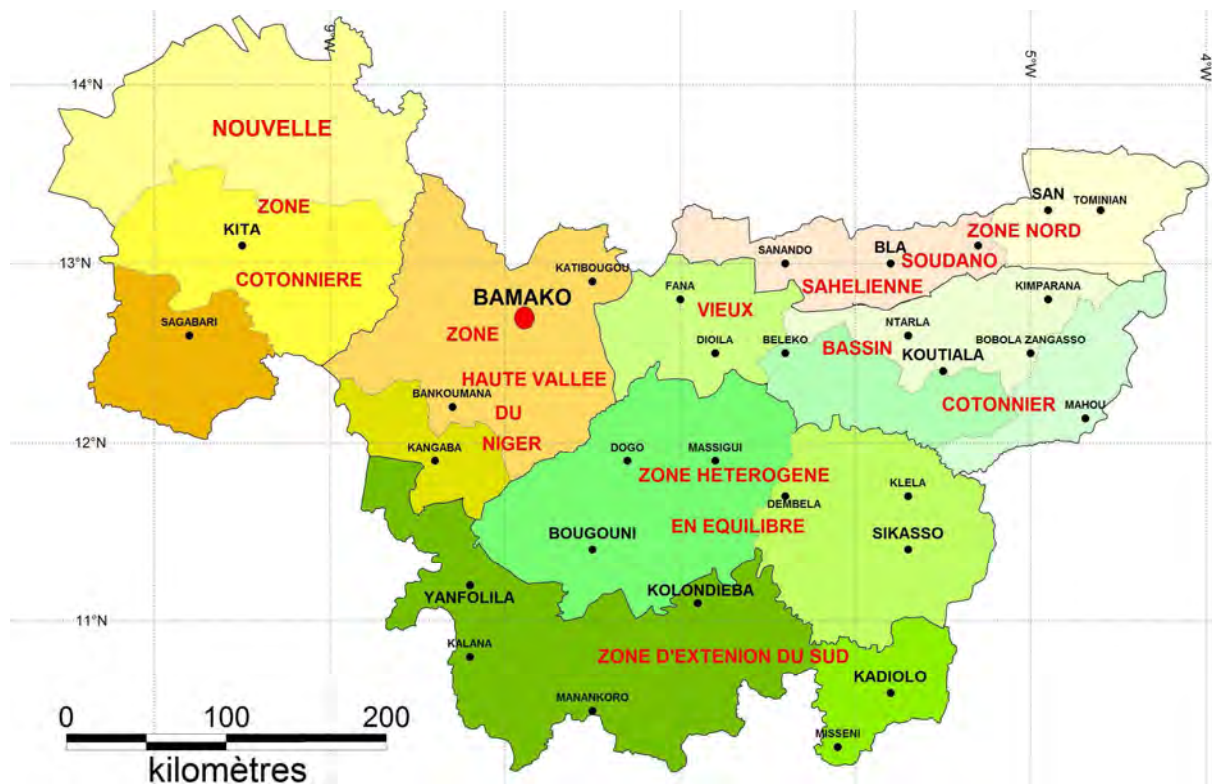 9°W
5°W
4°W
14°N
NOUVELLE
SAN
TOMINIAN
ZONE
KITA
ZONE NORD
13°N
SANANDO
BLA
SOUDANO
COTONNIERE
KATIBOUGOU
SAHELIENNE
FANA
KIMPARANA
BAMAKO
VIEUX
SAGABARI
ZONE
NTARLA
BASSIN
DIOILA
BELEKO
KOUTIALA
BOBOLA ZANGASSO
HAUTE VALLEE
BANKOUMANA
COTONNIER
MAHOU
DU
NIGER
12°N
KANGABA
DOGO
MASSIGUI
ZONE HETEROGENE
KLELA
DEMBELA
EN EQUILIBRE
BOUGOUNI
SIKASSO
YANFOLILA
KOLONDIEBA
11°N
KALANA
ZONE D'EXTENION DU SUD
KADIOLO
MANANKORO
MISSENI
0 100 200
kilomètres